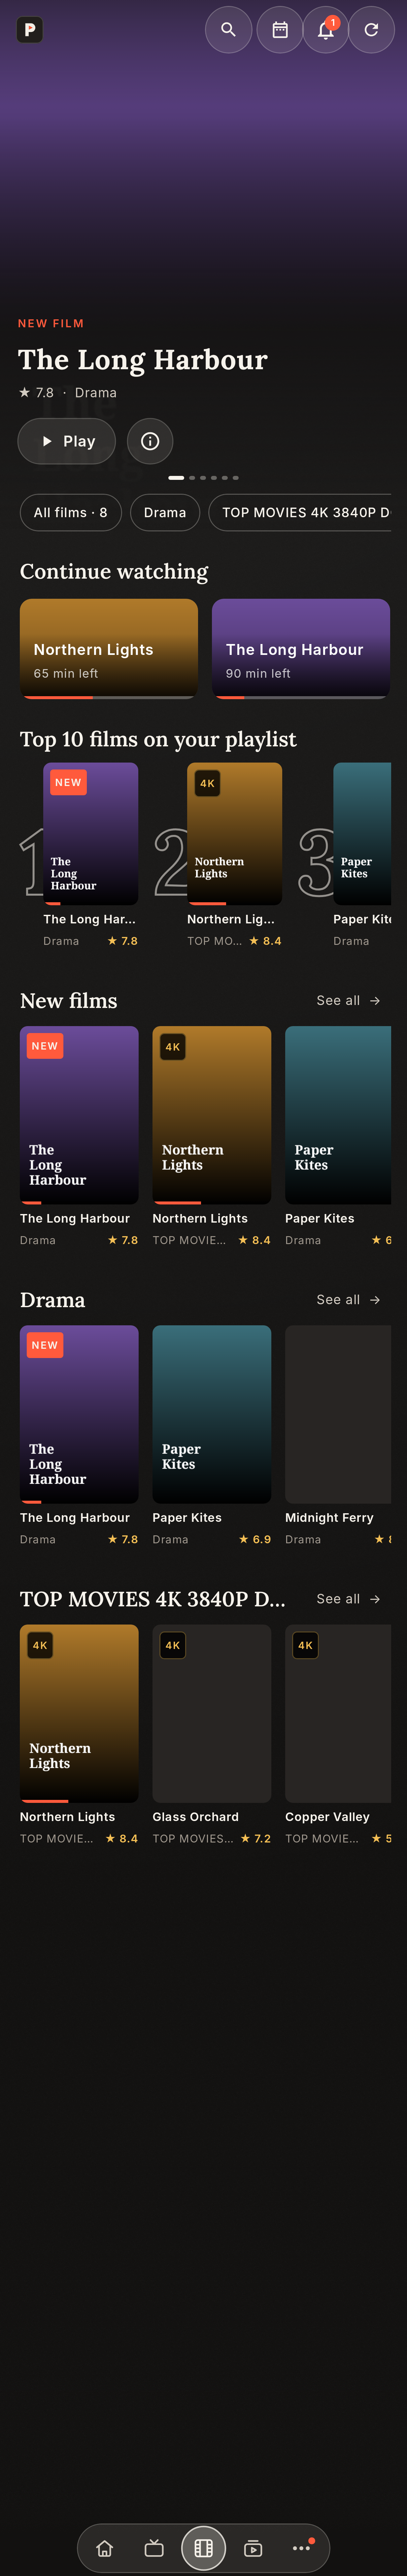 P
1
NEW FILM
The Long Harbour
★ 7.8 · Drama
Play
All films · 8
Drama
TOP MOVIES 4K 3840P D
Continue watching
Northern Lights
65 min left
The Long Harbour
90 min left
Top 10 films on your playlist
1
NEW
The
Long
Harbour
The Long Har...
Drama ★ 7.8
2
4K
Northern
Lights
Northern Lig...
TOP MO... ★ 8.4
3
Paper
Kites
Paper Kite
Drama
New films
See all →
NEW
The
Long
Harbour
The Long Harbour
Drama ★ 7.8
4K
Northern
Lights
Northern Lights
TOP MOVIE... ★ 8.4
Paper
Kites
Paper Kites
Drama ★ 6
Drama
See all →
NEW
The
Long
Harbour
The Long Harbour
Drama ★ 7.8
Paper
Kites
Paper Kites
Drama ★ 6.9
Midnight Ferry
Drama ★
TOP MOVIES 4K 3840P D...
See all →
4K
Northern
Lights
Northern Lights
TOP MOVIE... ★ 8.4
4K
Glass Orchard
TOP MOVIES... ★ 7.2
4K
Copper Valley
TOP MOVIE... ★ 5